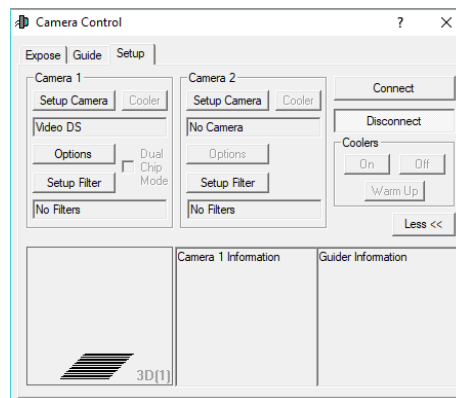 Camera Control ?
Expose Guide Setup
Camera 1
Setup Camera Cooler
Video DS
Options Dual Chip Mode
Setup Filter
No Filters
Camera 2
Setup Camera Cooler
No Camera
Options
Setup Filter
No Filters
Connect
Disconnect
Coolers
On Off
Warm Up
Less <<
Camera 1 Information
Guider Information
3D(1)